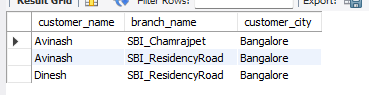 Result Grid Filter Rows: Export:
customer_name branch_name customer_city
Avinash SBI_Chamrajpet Bangalore
Avinash SBI_ResidencyRoad Bangalore
Dinesh SBI_ResidencyRoad Bangalore